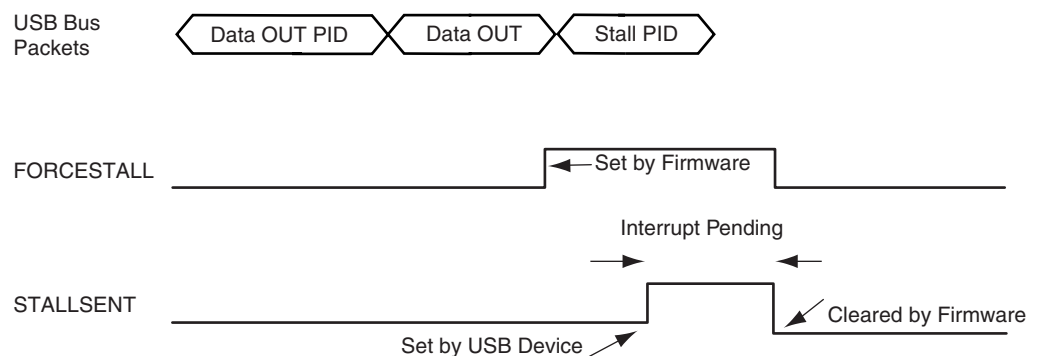 USB Bus
Packets
Data OUT PID
Data OUT
Stall PID
FORCESTALL
Set by Firmware
Interrupt Pending
STALLSENT
Cleared by Firmware
Set by USB Device